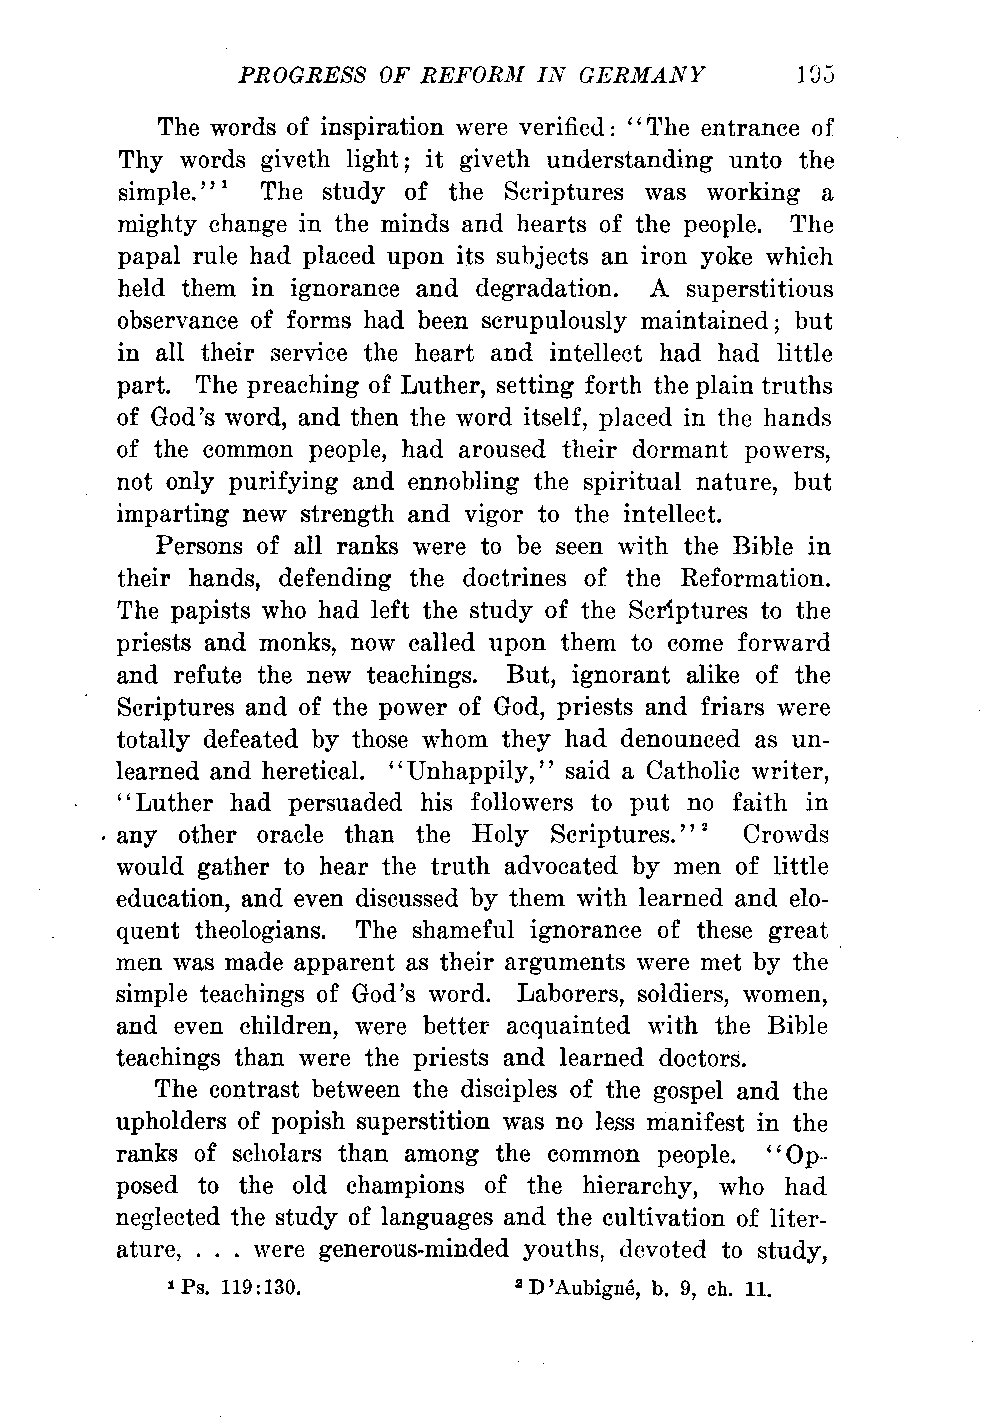 PROGRESS OF REFORM IN GERMANY 195
The words of inspiration were verified: "The entrance of
Thy words giveth light; it giveth understanding unto the
simple."¹ The study of the Scriptures was working a
mighty change in the minds and hearts of the people. The
papal rule had placed upon its subjects an iron yoke which
held them in ignorance and degradation. A superstitious
observance of forms had been scrupulously maintained; but
in all their service the heart and intellect had had little
part. The preaching of Luther, setting forth the plain truths
of God's word, and then the word itself, placed in the hands
of the common people, had aroused their dormant powers,
not only purifying and ennobling the spiritual nature, but
imparting new strength and vigor to the intellect.
Persons of all ranks were to be seen with the Bible in
their hands, defending the doctrines of the Reformation.
The papists who had left the study of the Scriptures to the
priests and monks, now called upon them to come forward
and refute the new teachings. But, ignorant alike of the
Scriptures and of the power of God, priests and friars were
totally defeated by those whom they had denounced as un-
learned and heretical. "Unhappily," said a Catholic writer,
"Luther had persuaded his followers to put no faith in
any other oracle than the Holy Scriptures."² Crowds
would gather to hear the truth advocated by men of little
education, and even discussed by them with learned and elo-
quent theologians. The shameful ignorance of these great
men was made apparent as their arguments were met by the
simple teachings of God's word. Laborers, soldiers, women,
and even children, were better acquainted with the Bible
teachings than were the priests and learned doctors.
The contrast between the disciples of the gospel and the
upholders of popish superstition was no less manifest in the
ranks of scholars than among the common people. "Op-
posed to the old champions of the hierarchy, who had
neglected the study of languages and the cultivation of liter-
ature, . . . were generous-minded youths, devoted to study,
¹ Ps. 119:130. ² D'Aubigné, b. 9, ch. 11.